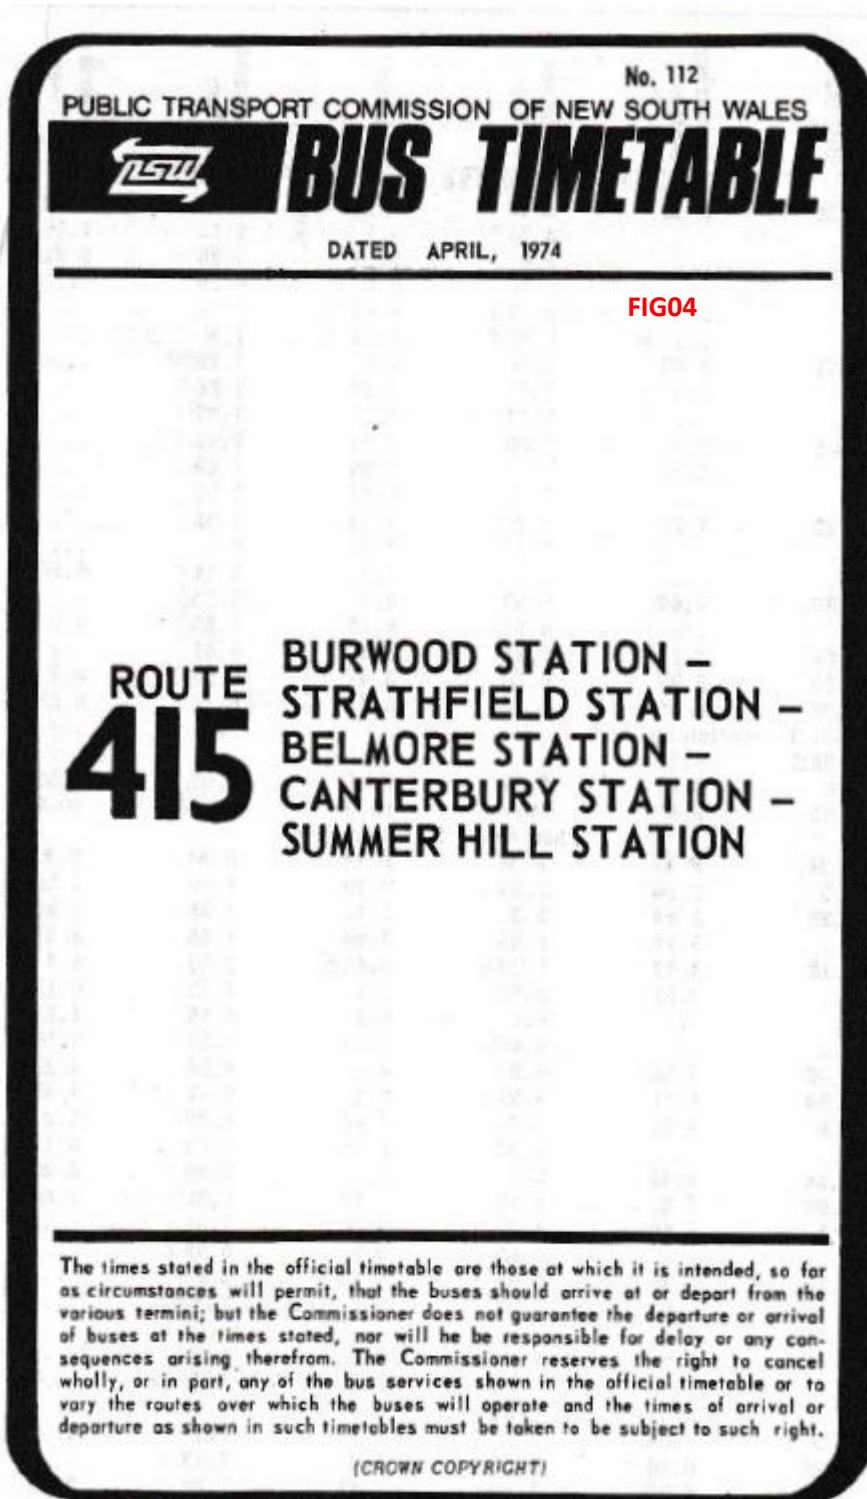 No. 112
PUBLIC TRANSPORT COMMISSION OF NEW SOUTH WALES
nsw BUS TIMETABLE
DATED APRIL, 1974
FIG04
ROUTE
415
BURWOOD STATION –
STRATHFIELD STATION –
BELMORE STATION –
CANTERBURY STATION –
SUMMER HILL STATION
The times stated in the official timetable are those at which it is intended, so far
as circumstances will permit, that the buses should arrive at or depart from the
various termini; but the Commissioner does not guarantee the departure or arrival
of buses at the times stated, nor will he be responsible for delay or any con-
sequences arising therefrom. The Commissioner reserves the right to cancel
wholly, or in part, any of the bus services shown in the official timetable or to
vary the routes over which the buses will operate and the times of arrival or
departure as shown in such timetables must be taken to be subject to such right.
(CROWN COPYRIGHT)